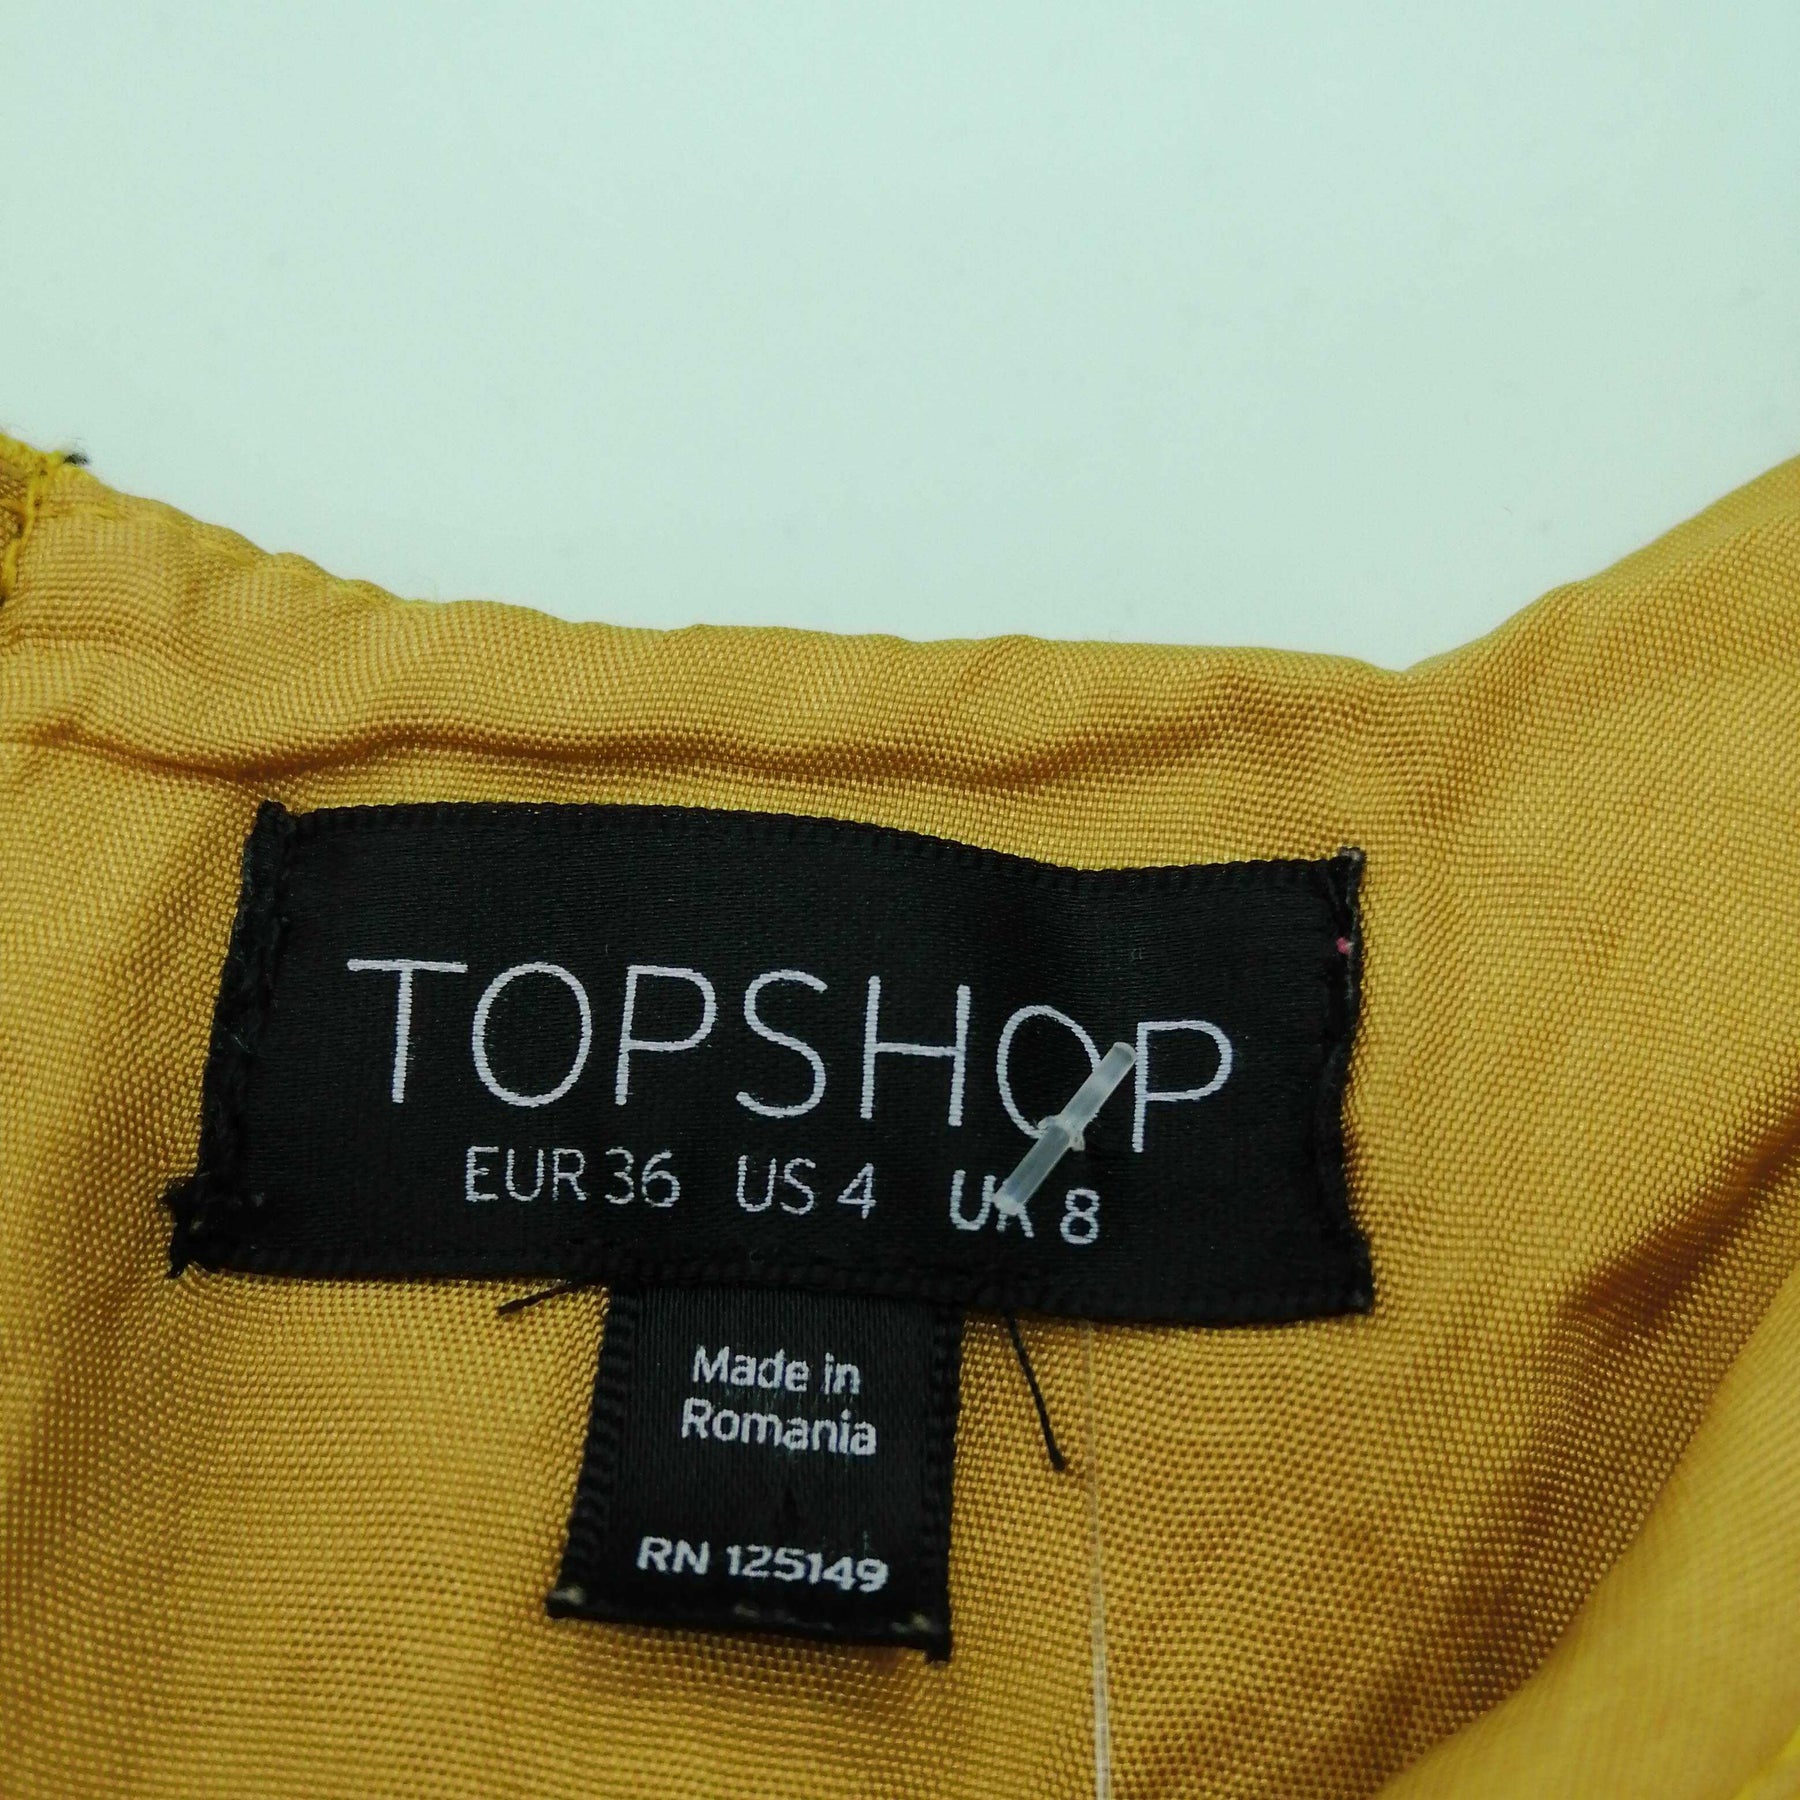 TOPSHOP
EUR 36 US 4 UK 8
Made in
Romania
RN 125149